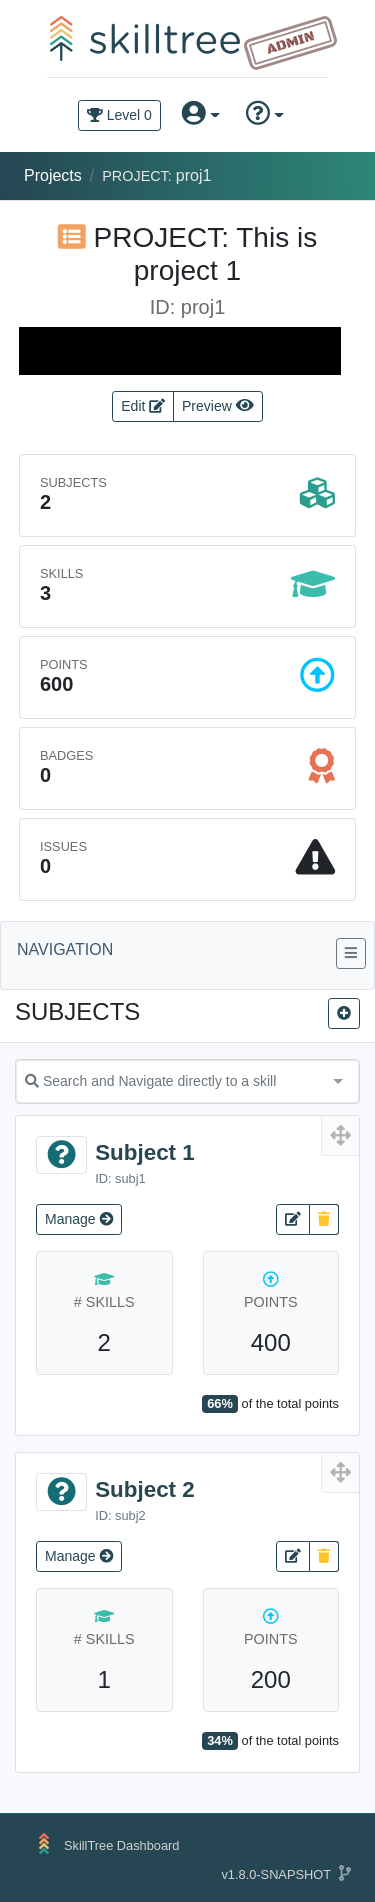 skilltree
ADMIN
Level 0
Projects / PROJECT: proj1
PROJECT: This is
project 1
ID: proj1
Edit Preview
SUBJECTS
2
SKILLS
3
POINTS
600
BADGES
0
ISSUES
0
NAVIGATION
SUBJECTS
Search and Navigate directly to a skill
Subject 1
ID: subj1
Manage
# SKILLS
2
POINTS
400
66% of the total points
Subject 2
ID: subj2
Manage
# SKILLS
1
POINTS
200
34% of the total points
SkillTree Dashboard
v1.8.0-SNAPSHOT